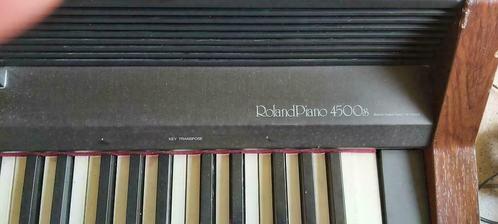 RolandPiano 4500s
KEY TRANSPOSE